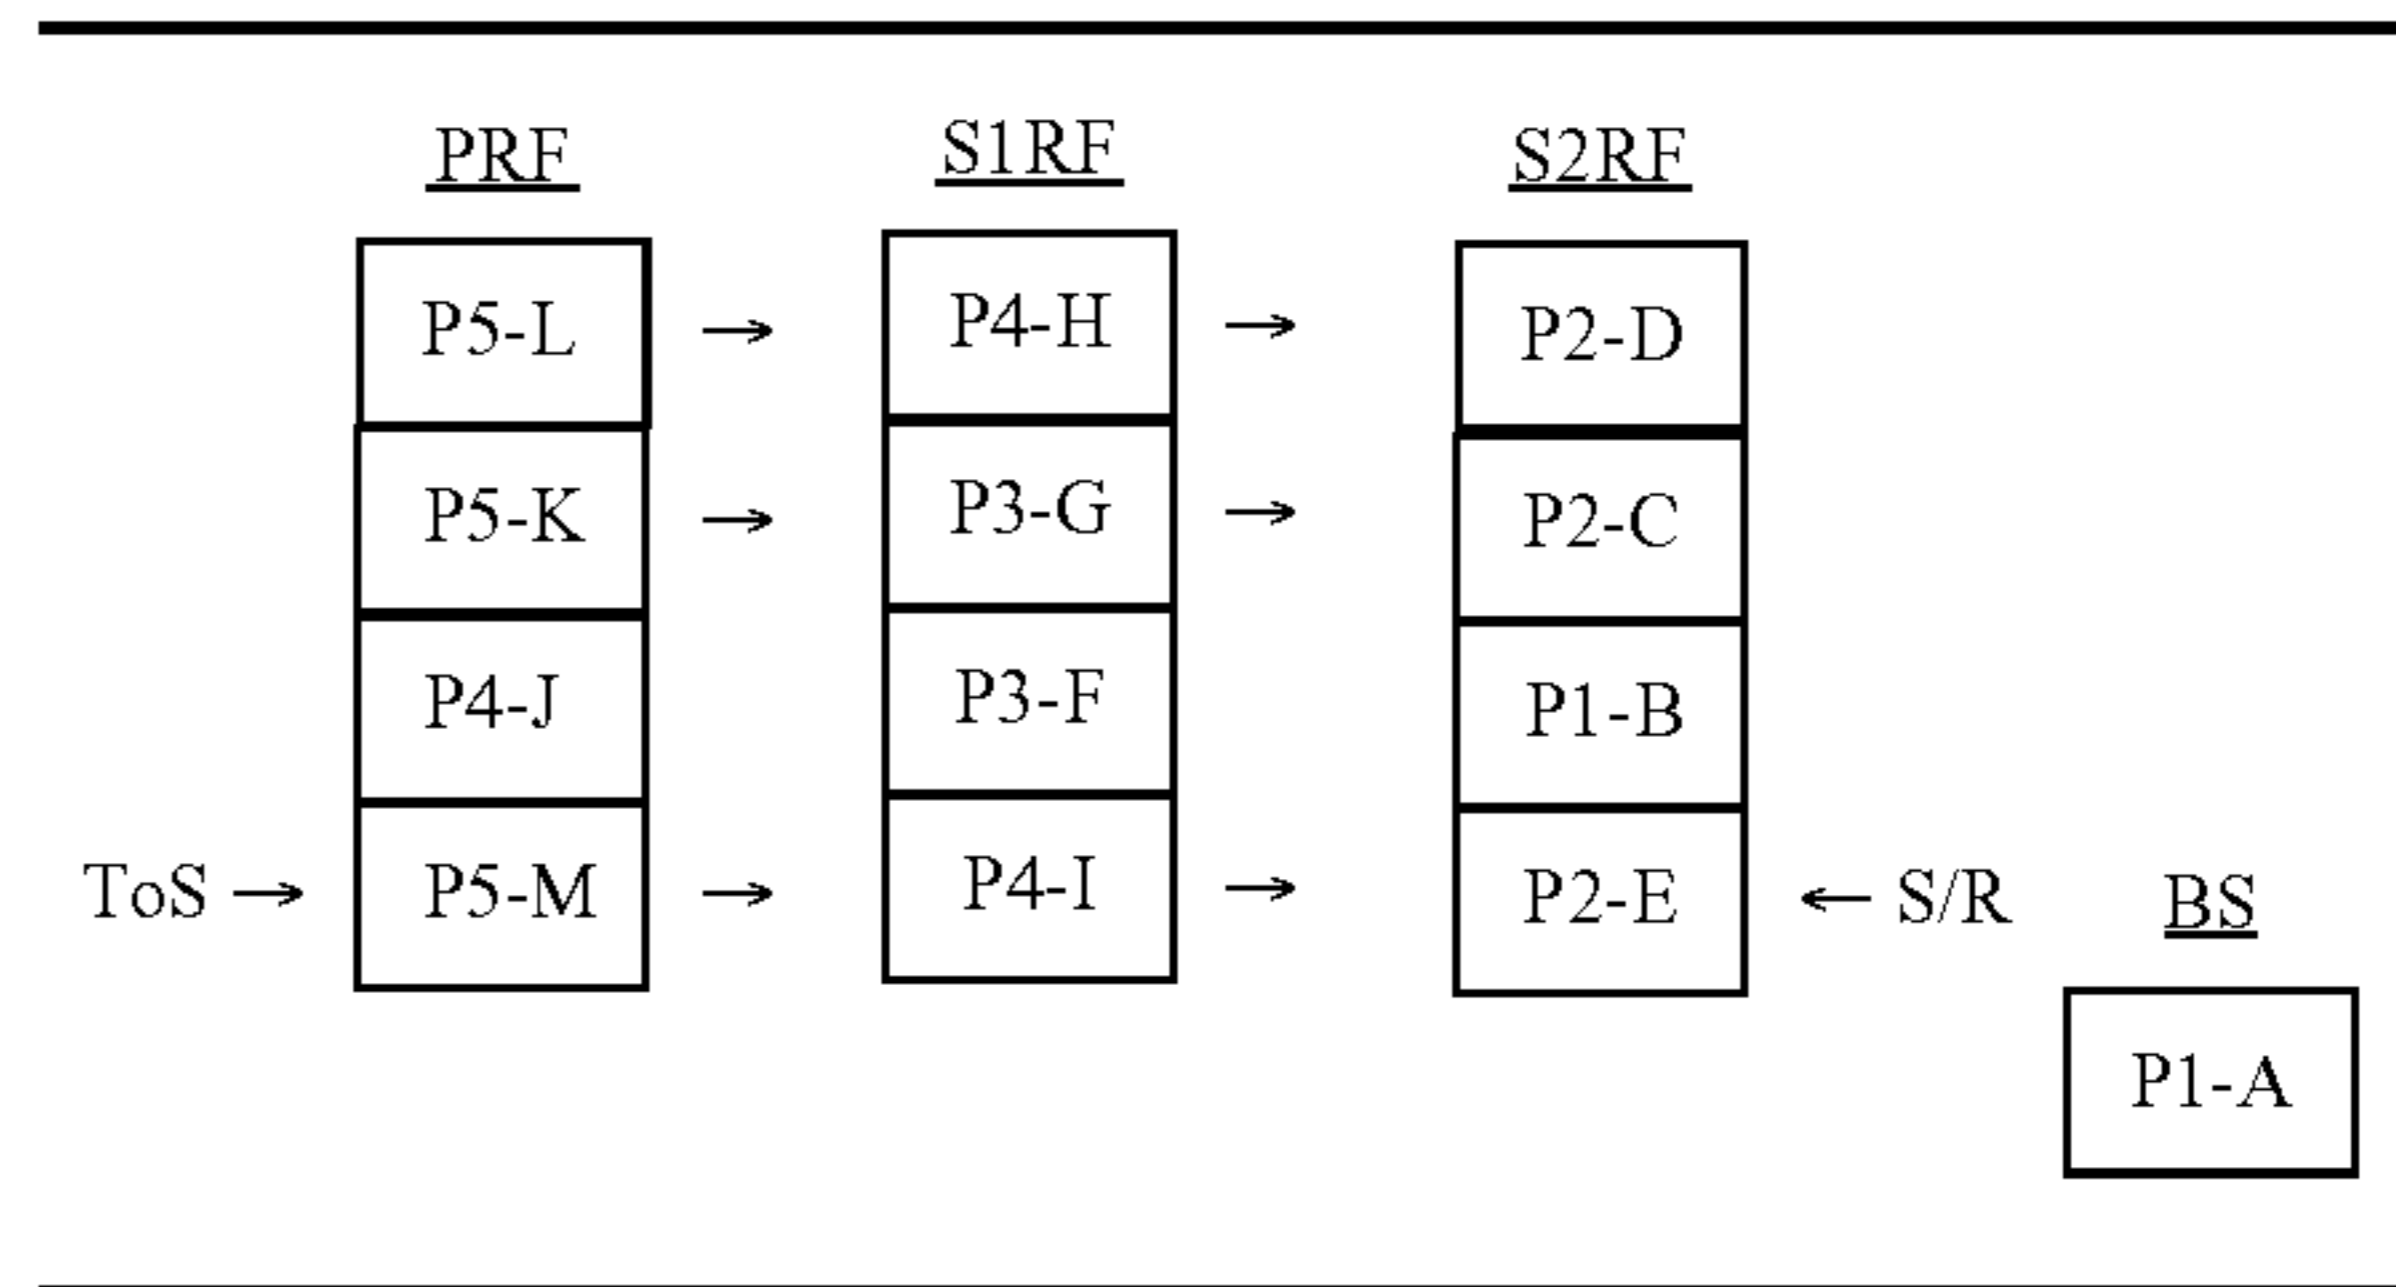 PRF S1RF S2RF
P5-L → P4-H → P2-D
P5-K → P3-G → P2-C
P4-J P3-F P1-B
ToS → P5-M → P4-I → P2-E ← S/R BS
P1-A